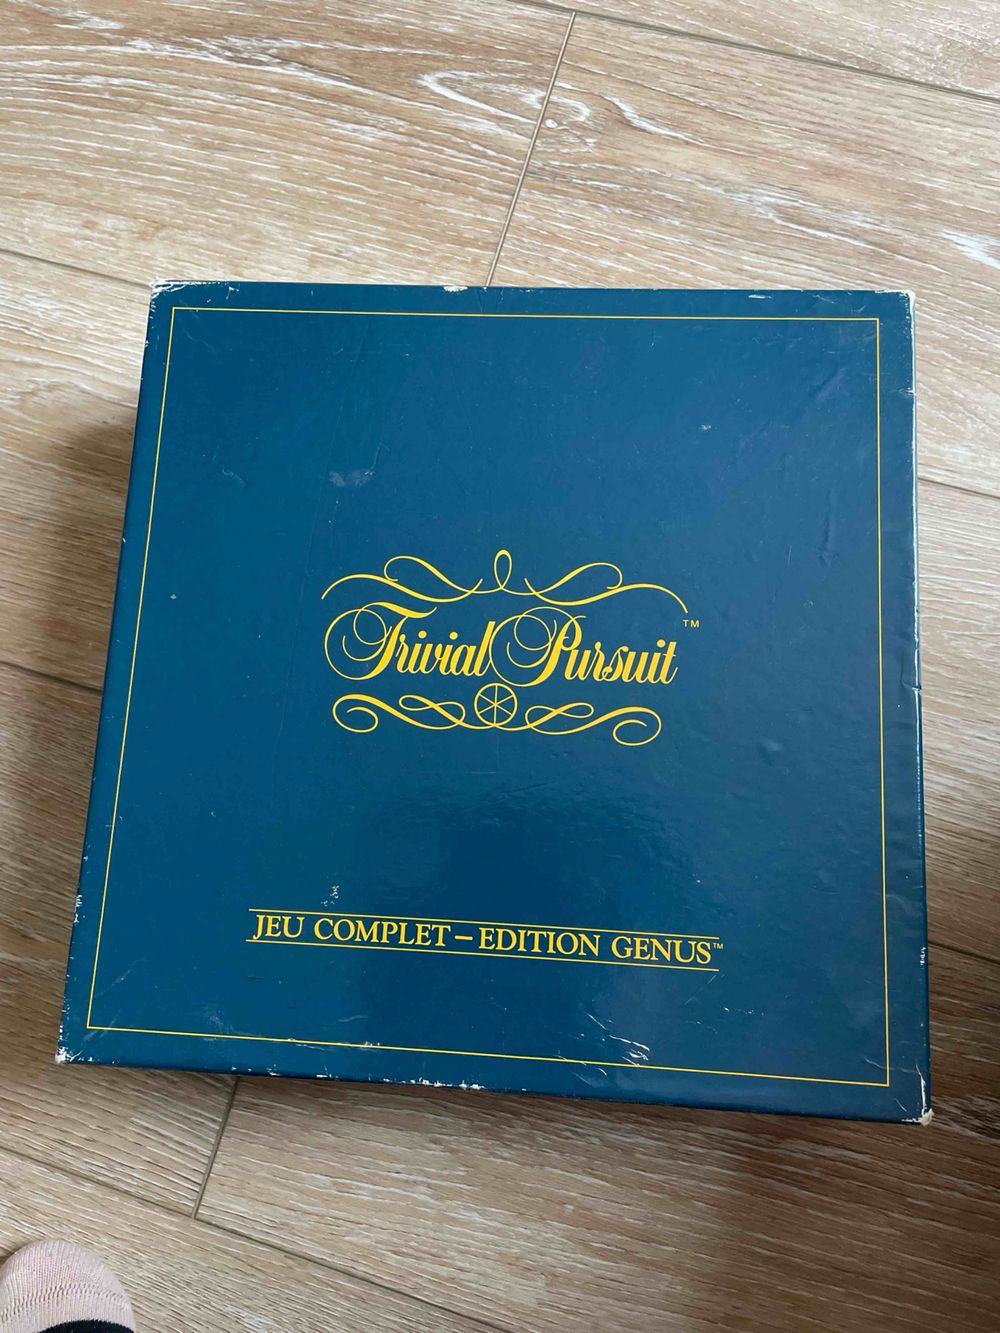 Trivial Pursuit™
JEU COMPLET – EDITION GENUS™